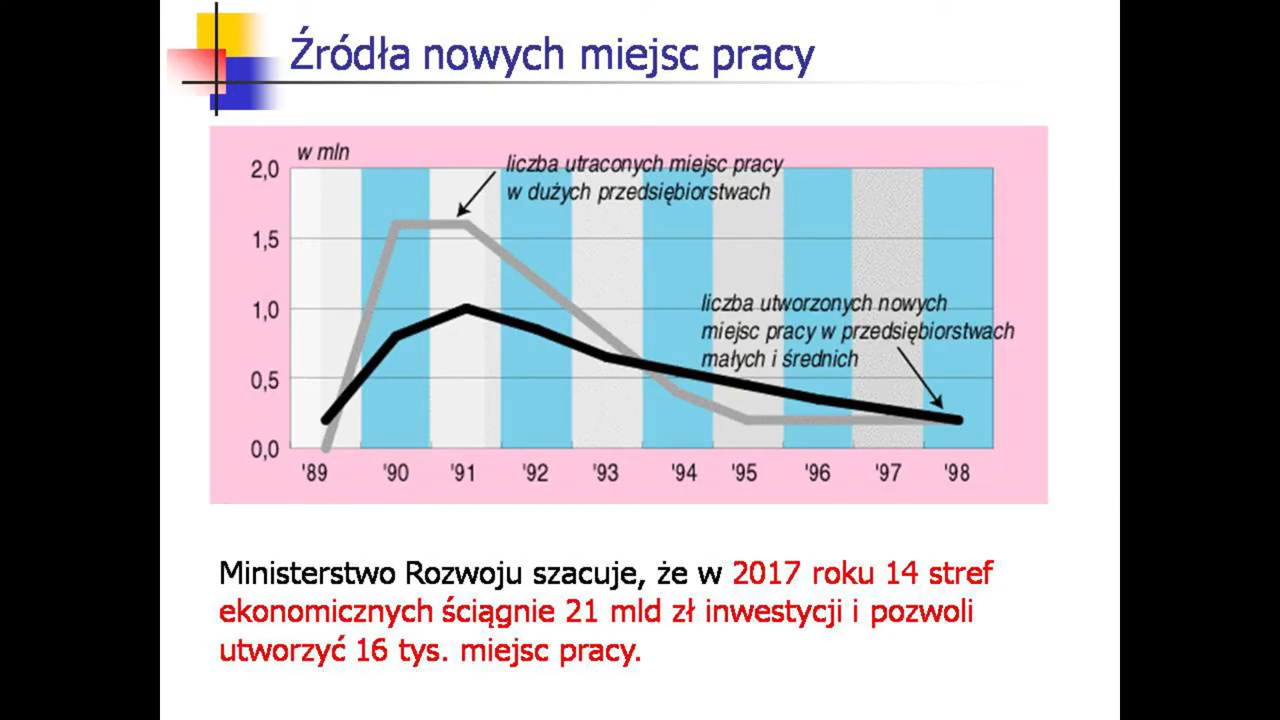 Źródła nowych miejsc pracy
w mln
liczba utraconych miejsc pracy
w dużych przedsiębiorstwach
2,0
1,5
1,0
0,5
0,0
liczba utworzonych nowych
miejsc pracy w przedsiębiorstwach
małych i średnich
'89 '90 '91 '92 '93 '94 '95 '96 '97 '98
Ministerstwo Rozwoju szacuje, że w 2017 roku 14 stref
ekonomicznych ściągnie 21 mld zł inwestycji i pozwoli
utworzyć 16 tys. miejsc pracy.